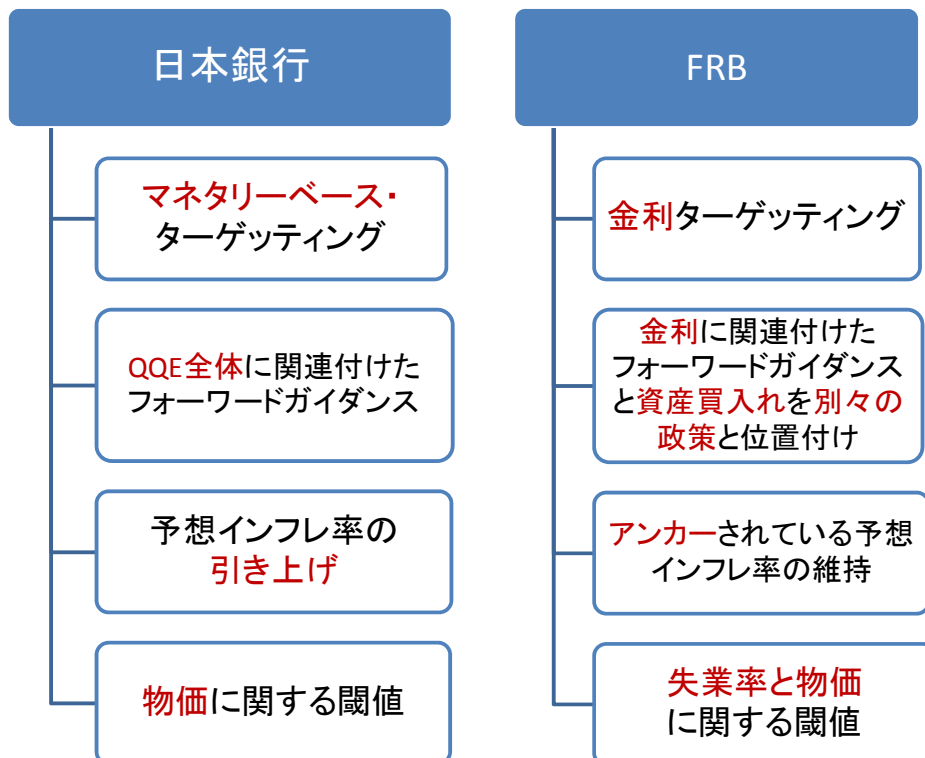 日本銀行
マネタリーベース・
ターゲッティング
QQE全体に関連付けた
フォーワードガイダンス
予想インフレ率の
引き上げ
物価に関する閾値
FRB
金利ターゲッティング
金利に関連付けた
フォーワードガイダンス
と資産買入れを別々の
政策と位置付け
アンカーされている予想
インフレ率の維持
失業率と物価
に関する閾値